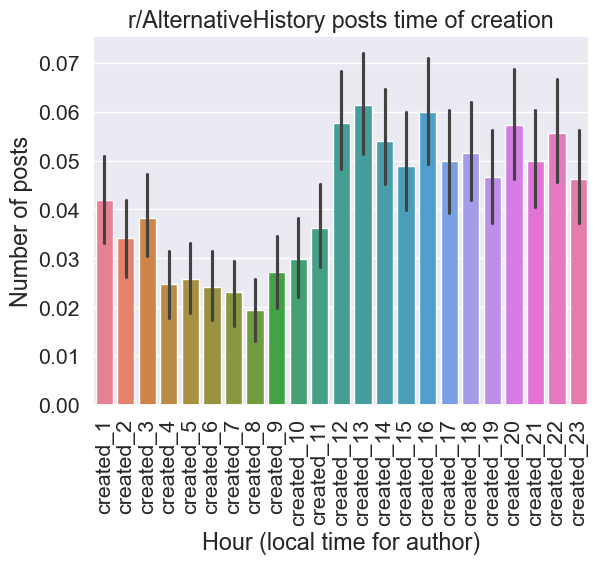 r/AlternativeHistory posts time of creation
Number of posts
0.07
0.06
0.05
0.04
0.03
0.02
0.01
0.00
created_1
created_2
created_3
created_4
created_5
created_6
created_7
created_8
created_9
created_10
created_11
created_12
created_13
created_14
created_15
created_16
created_17
created_18
created_19
created_20
created_21
created_22
created_23
Hour (local time for author)